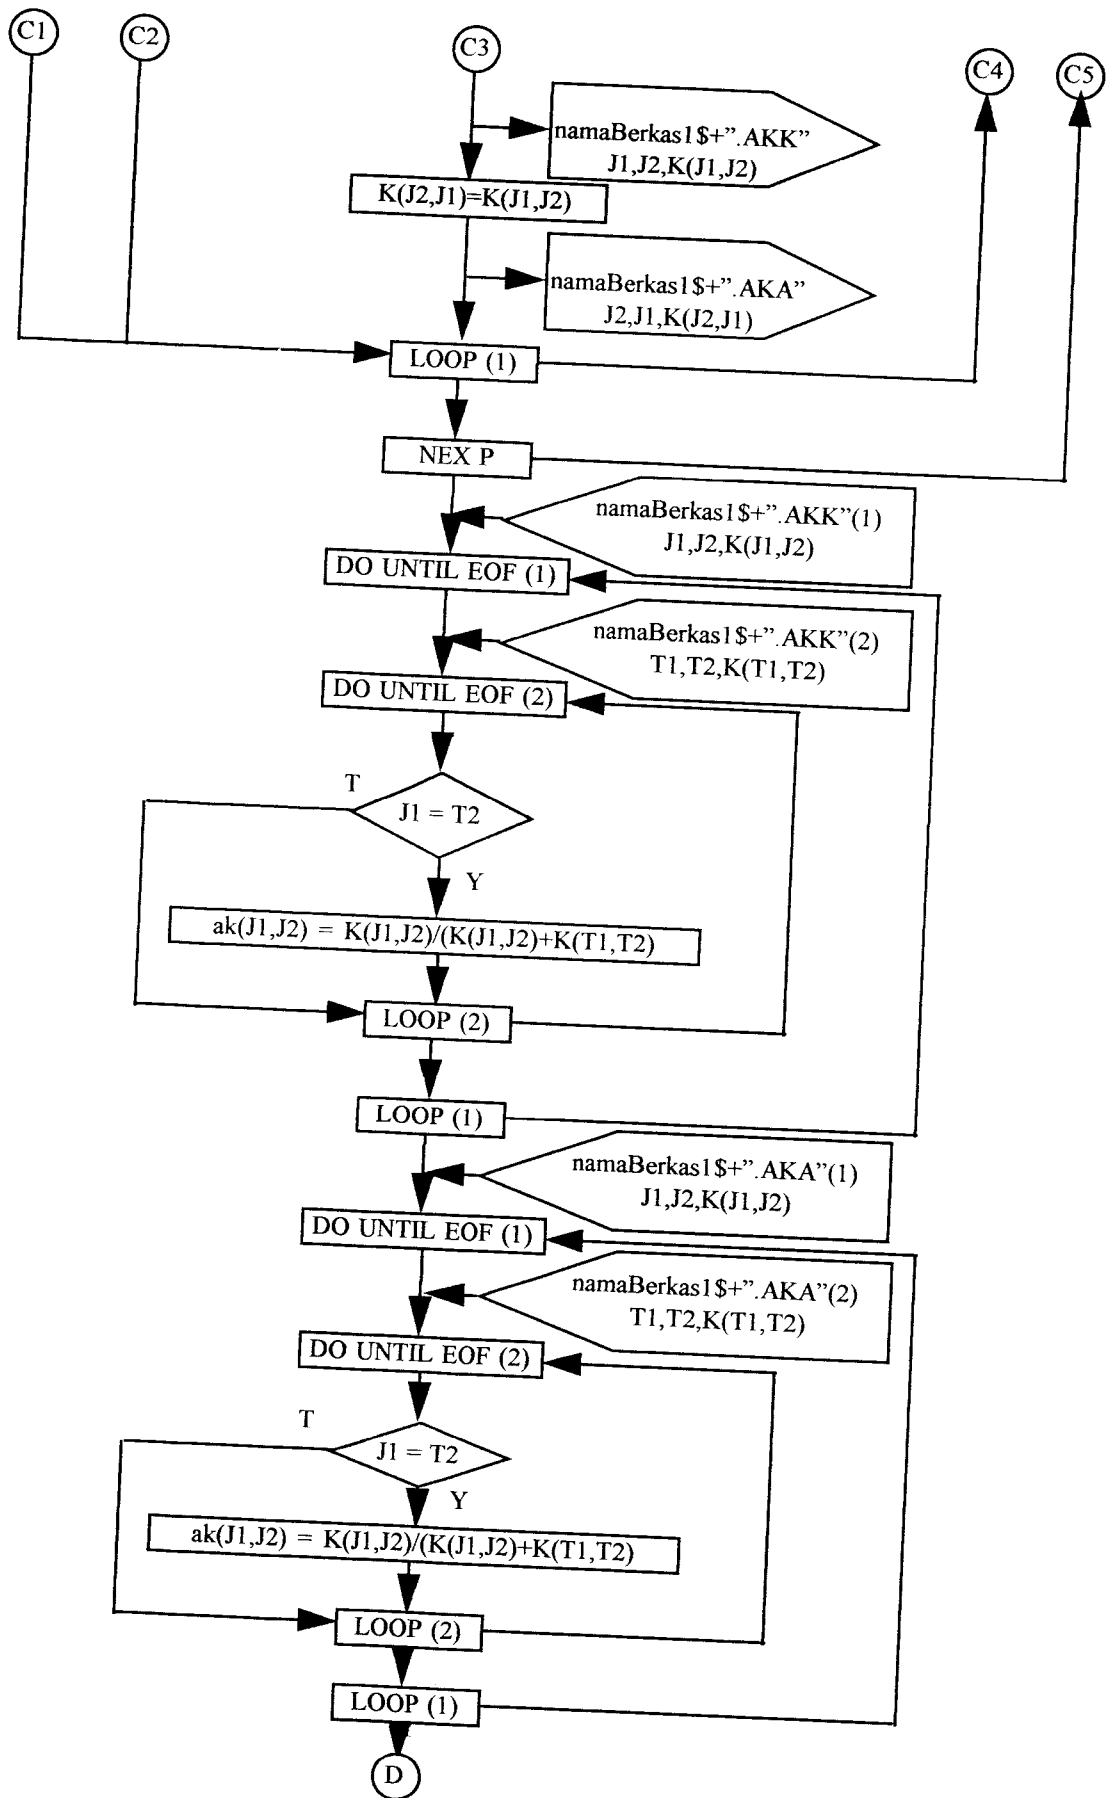 C1
C2
C3
C4
C5
namaBerkas1$+”.AKK”
J1,J2,K(J1,J2)
K(J2,J1)=K(J1,J2)
namaBerkas1$+”.AKA”
J2,J1,K(J2,J1)
LOOP (1)
NEX P
namaBerkas1$+”.AKK”(1)
J1,J2,K(J1,J2)
DO UNTIL EOF (1)
namaBerkas1$+”.AKK”(2)
T1,T2,K(T1,T2)
DO UNTIL EOF (2)
T
J1 = T2
Y
ak(J1,J2) = K(J1,J2)/(K(J1,J2)+K(T1,T2)
LOOP (2)
LOOP (1)
namaBerkas1$+”.AKA”(1)
J1,J2,K(J1,J2)
DO UNTIL EOF (1)
namaBerkas1$+”.AKA”(2)
T1,T2,K(T1,T2)
DO UNTIL EOF (2)
T
J1 = T2
Y
ak(J1,J2) = K(J1,J2)/(K(J1,J2)+K(T1,T2)
LOOP (2)
LOOP (1)
D